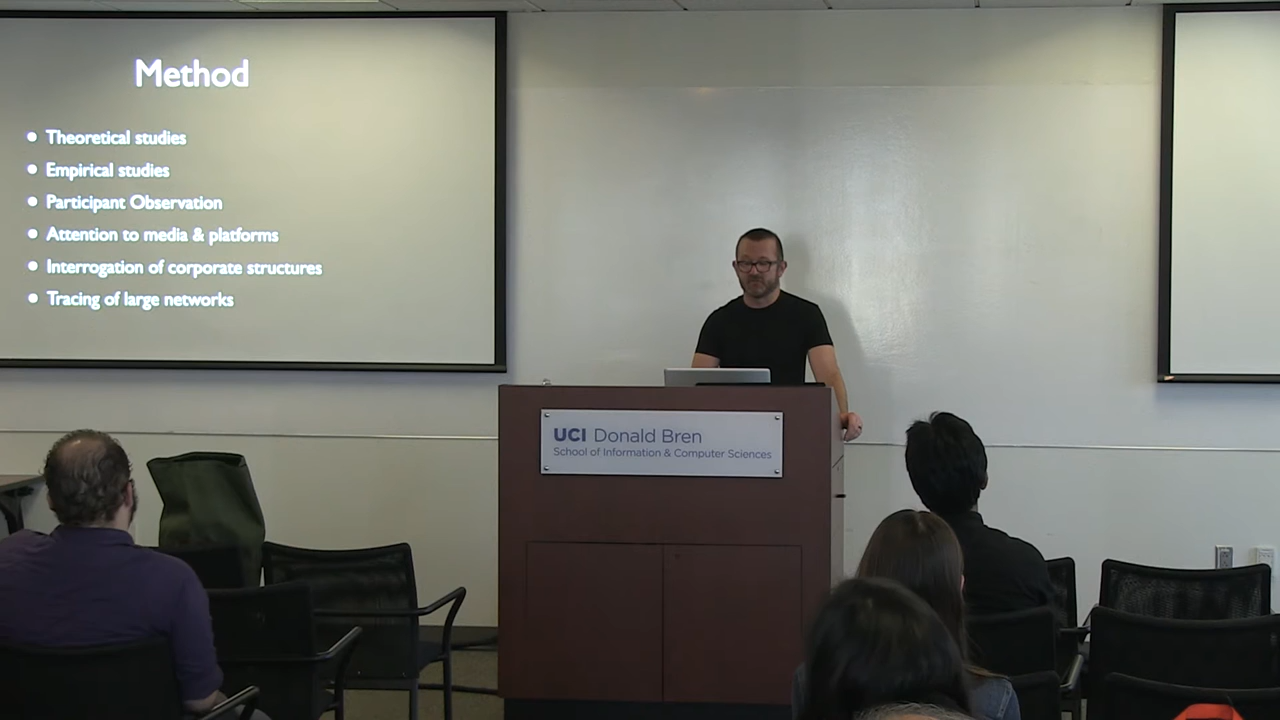 Method
• Theoretical studies
• Empirical studies
• Participant Observation
• Attention to media & platforms
• Interrogation of corporate structures
• Tracing of large networks
UCI Donald Bren
School of Information & Computer Sciences